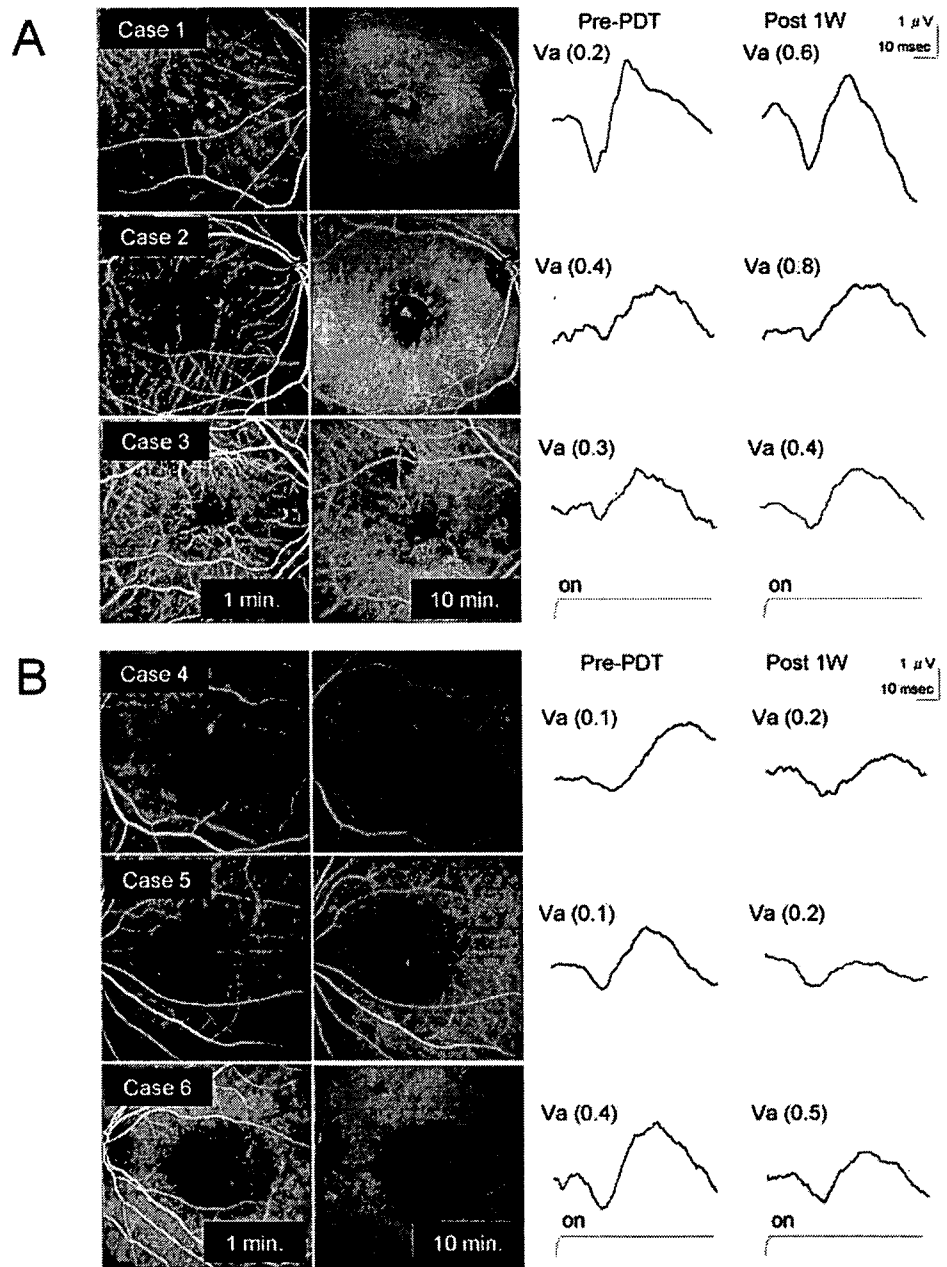 A
Case 1
Pre-PDT
Post 1W
1 μV
10 msec
Va (0.2)
Va (0.6)
Case 2
Va (0.4)
Va (0.8)
Case 3
Va (0.3)
Va (0.4)
1 min.
10 min.
on
on
B
Case 4
Pre-PDT
Post 1W
1 μV
10 msec
Va (0.1)
Va (0.2)
Case 5
Va (0.1)
Va (0.2)
Case 6
Va (0.4)
Va (0.5)
1 min.
10 min.
on
on